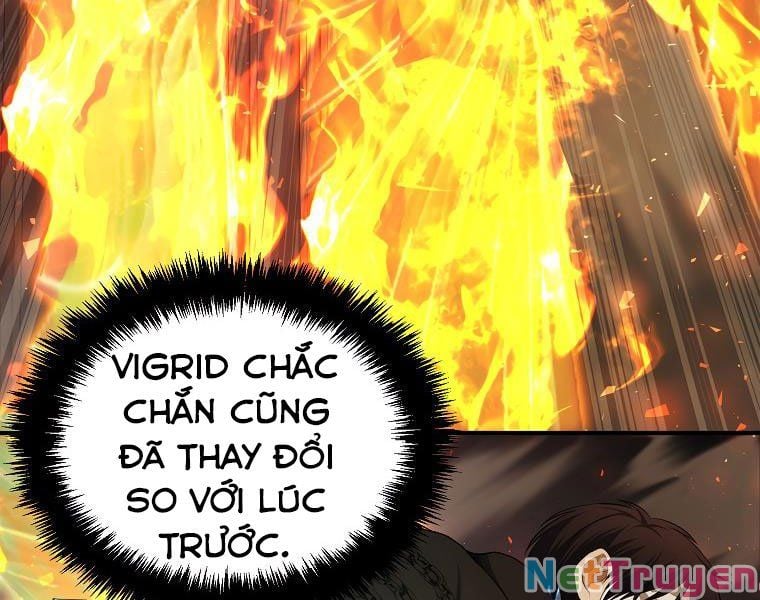 VIGRID CHẮC
CHẮN CŨNG
ĐÃ THAY ĐỔI
SO VỚI LÚC
TRƯỚC.
NetTruyen